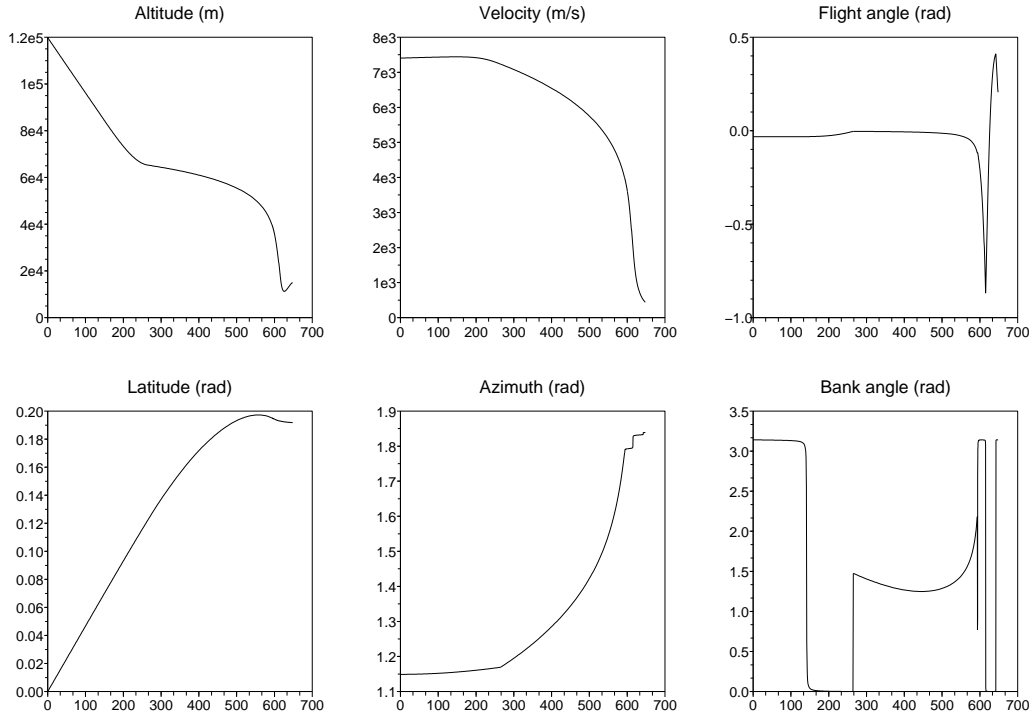 Altitude (m)
1.2e5
1e5
8e4
6e4
4e4
2e4
0
0 100 200 300 400 500 600 700
Velocity (m/s)
8e3
7e3
6e3
5e3
4e3
3e3
2e3
1e3
0
0 100 200 300 400 500 600 700
Flight angle (rad)
0.5
0.0
−0.5
−1.0
0 100 200 300 400 500 600 700
Latitude (rad)
0.20
0.18
0.16
0.14
0.12
0.10
0.08
0.06
0.04
0.02
0.00
0 100 200 300 400 500 600 700
Azimuth (rad)
1.9
1.8
1.7
1.6
1.5
1.4
1.3
1.2
1.1
0 100 200 300 400 500 600 700
Bank angle (rad)
3.5
3.0
2.5
2.0
1.5
1.0
0.5
0.0
0 100 200 300 400 500 600 700